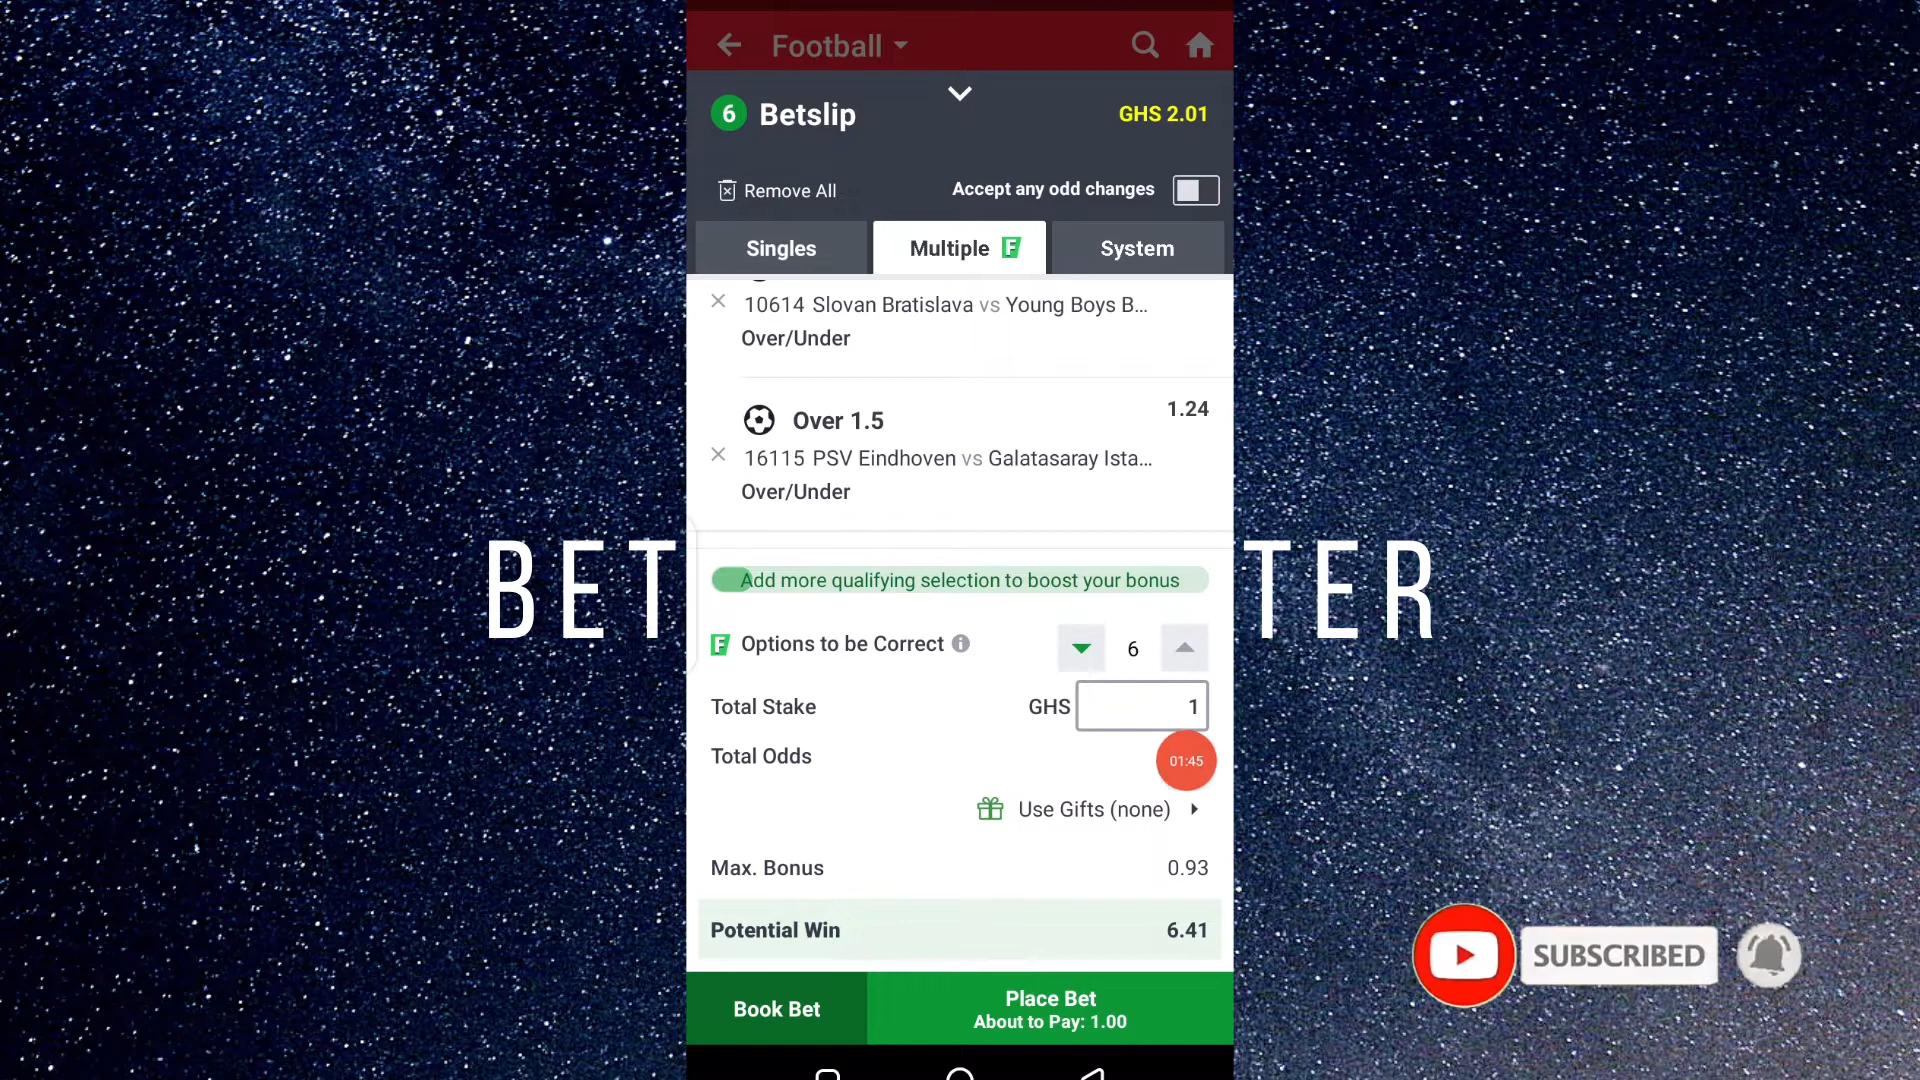 Football
6 Betslip
GHS 2.01
Remove All
Accept any odd changes
Singles
Multiple F
System
10614 Slovan Bratislava vs Young Boys B...
Over/Under
Over 1.5
1.24
16115 PSV Eindhoven vs Galatasaray Ista...
Over/Under
BET
TER
Add more qualifying selection to boost your bonus
F Options to be Correct
6
Total Stake
GHS 1
Total Odds
01:45
Use Gifts (none)
Max. Bonus
0.93
Potential Win
6.41
SUBSCRIBED
Book Bet
Place Bet
About to Pay: 1.00